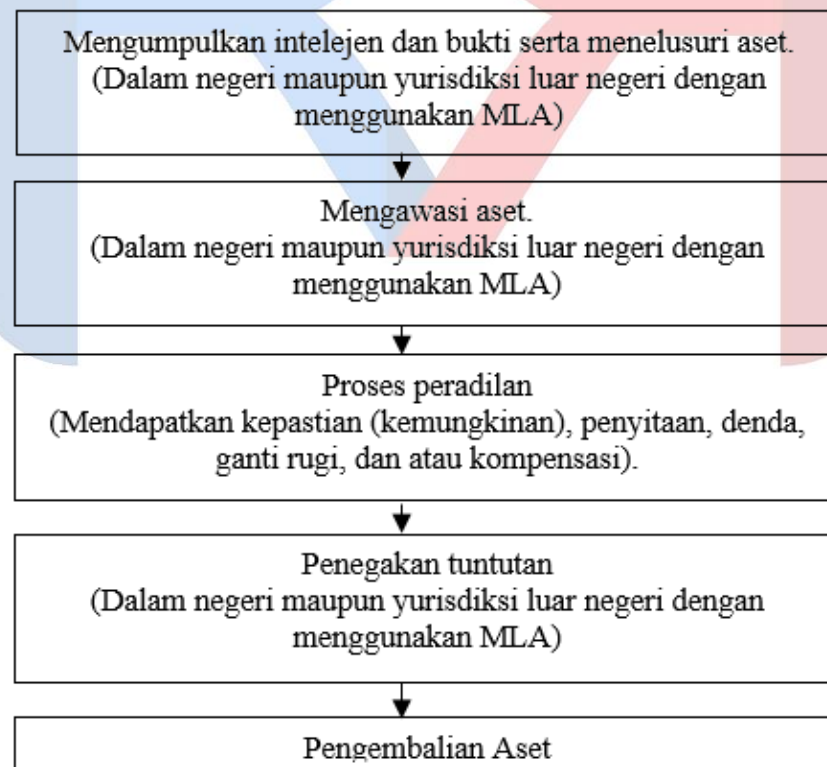 Mengumpulkan intelejen dan bukti serta menelusuri aset.
(Dalam negeri maupun yurisdiksi luar negeri dengan
menggunakan MLA)
Mengawasi aset.
(Dalam negeri maupun yurisdiksi luar negeri dengan
menggunakan MLA)
Proses peradilan
(Mendapatkan kepastian (kemungkinan), penyitaan, denda,
ganti rugi, dan atau kompensasi).
Penegakan tuntutan
(Dalam negeri maupun yurisdiksi luar negeri dengan
menggunakan MLA)
Pengembalian Aset